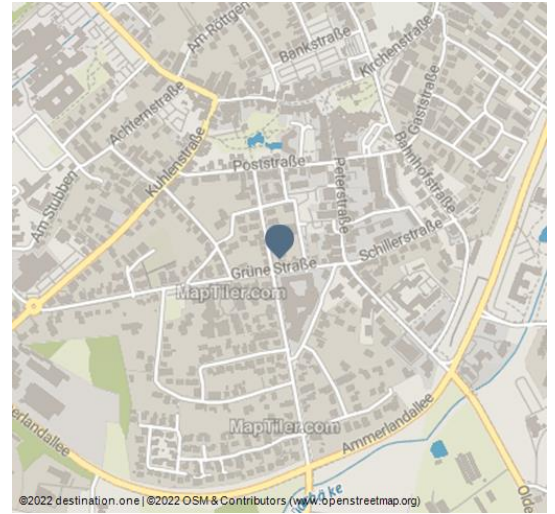 Am Röttgen
Bankstraße
Kirchenstraße
Achternstraße
Gaststraße
Kuhlenstraße
Poststraße
Peterstraße
Bahnhofstraße
Am Stubben
Schillerstraße
Grüne Straße
MapTiler.com
MapTiler.com
erlandallee
Ammerlandallee
Olde
©2022 destination.one | ©2022 OSM & Contributors (www.openstreetmap.org)